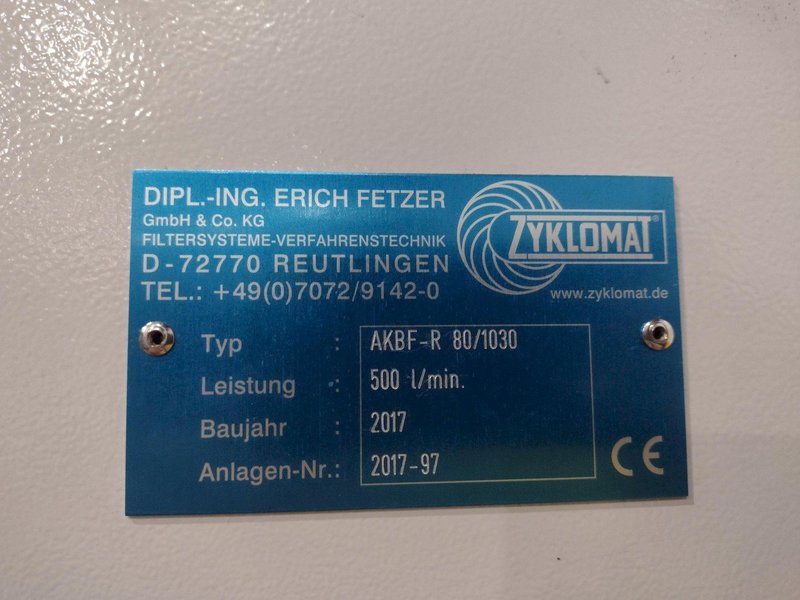 DIPL.-ING. ERICH FETZER
GmbH & Co. KG
FILTERSYSTEME-VERFAHRENSTECHNIK
D-72770 REUTLINGEN
TEL.: +49(0)7072/9142-0
ZYKLOMAT®
www.zyklomat.de
Typ : AKBF-R 80/1030
Leistung : 500 l/min.
Baujahr : 2017
Anlagen-Nr.: 2017-97
CE